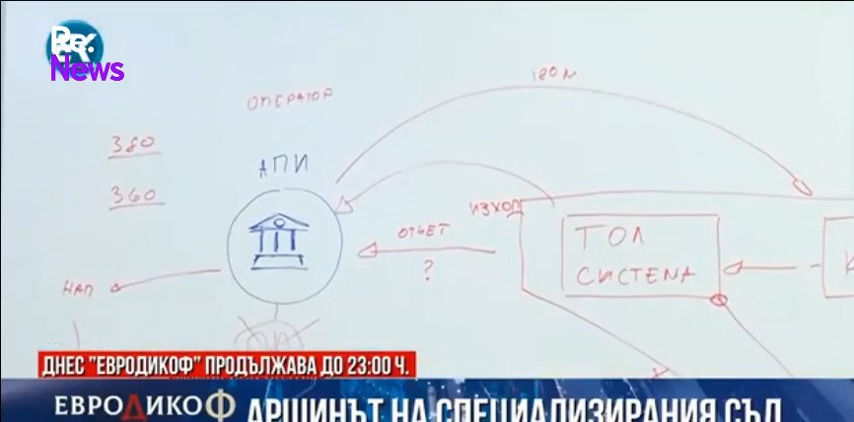 Re:
News
180 М
ОПЕРАТОР
380
АПИ
360
ИЗХОД
ОТЧЕТ
?
ТОЛ
СИСТЕМА
К
НАП
ДНЕС "ЕВРОДИКОФ" ПРОДЪЛЖАВА ДО 23:00 Ч.
ЕВРОДИКОФ
АРШИНЪТ НА СПЕЦИАЛИЗИРАНИЯ СЪД